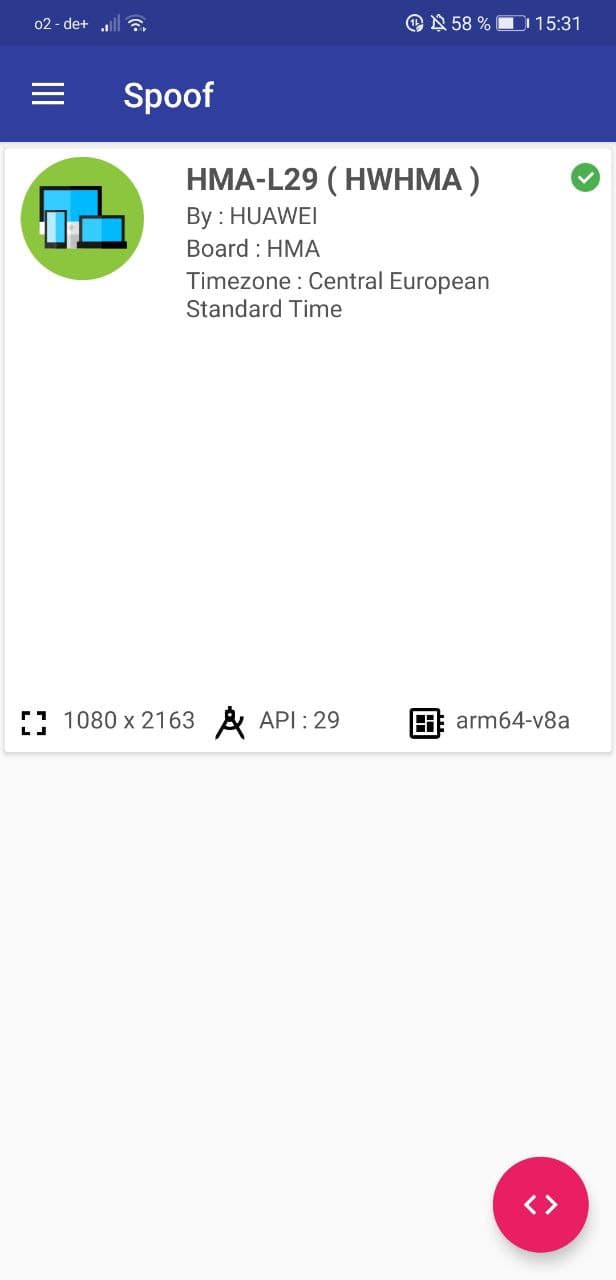 o2 - de+ 58 % 15:31
Spoof
HMA-L29 ( HWHMA )
By : HUAWEI
Board : HMA
Timezone : Central European
Standard Time
1080 x 2163 API : 29 arm64-v8a